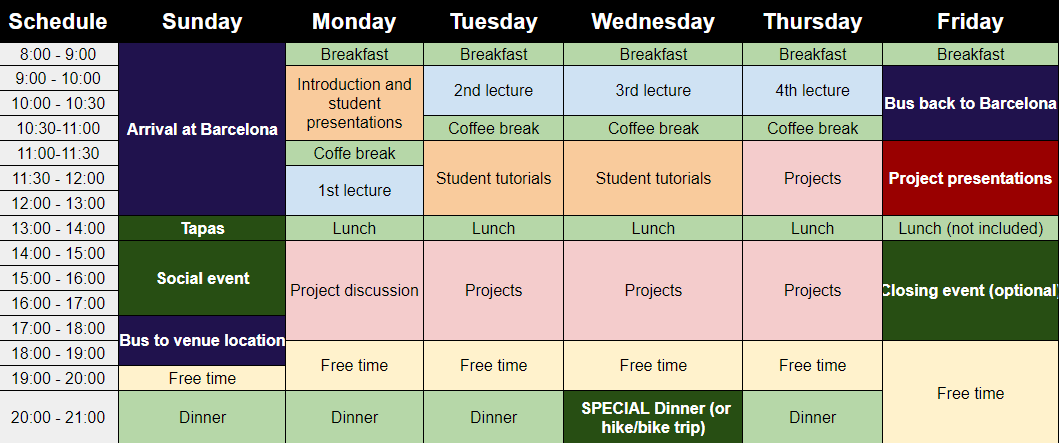 Schedule Sunday Monday Tuesday Wednesday Thursday Friday
8:00 - 9:00 Breakfast Breakfast Breakfast Breakfast Breakfast
9:00 - 10:00
10:00 - 10:30
10:30-11:00
11:00-11:30
11:30 - 12:00
12:00 - 13:00
Arrival at Barcelona
Introduction and
student
presentations
2nd lecture 3rd lecture 4th lecture
Bus back to Barcelona
Coffee break Coffee break Coffee break
Coffe break
1st lecture
Student tutorials Student tutorials Projects Project presentations
13:00 - 14:00 Tapas Lunch Lunch Lunch Lunch Lunch (not included)
14:00 - 15:00
15:00 - 16:00
16:00 - 17:00
17:00 - 18:00
Social event
Project discussion Projects Projects Projects Closing event (optional)
Bus to venue location
18:00 - 19:00
19:00 - 20:00
Free time Free time Free time Free time Free time
Free time
20:00 - 21:00 Dinner Dinner Dinner
SPECIAL Dinner (or
hike/bike trip)
Dinner